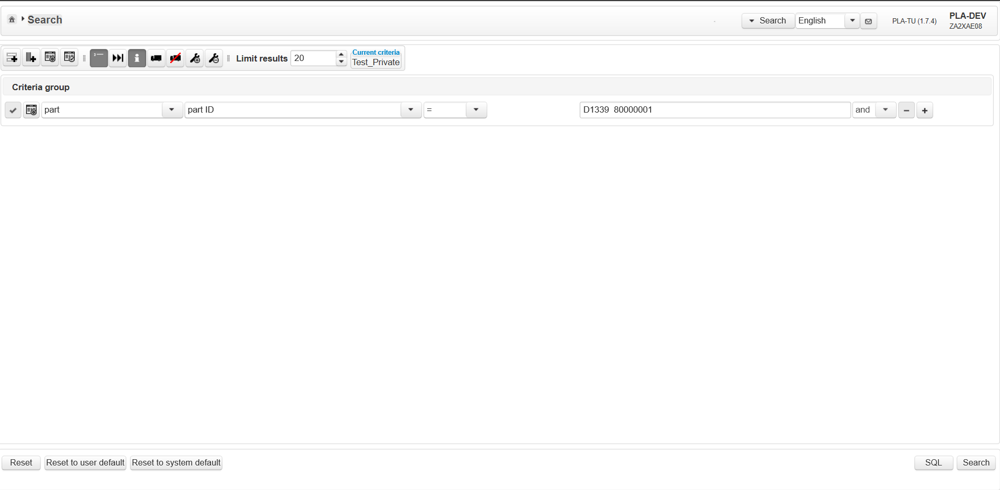 Search
Search
English
PLA-TU (1.7.4)
PLA-DEV
ZA2XAE08
Limit results
20
Current criteria
Test_Private
Criteria group
part
part ID
=
D1339  80000001
and
Reset
Reset to user default
Reset to system default
SQL
Search